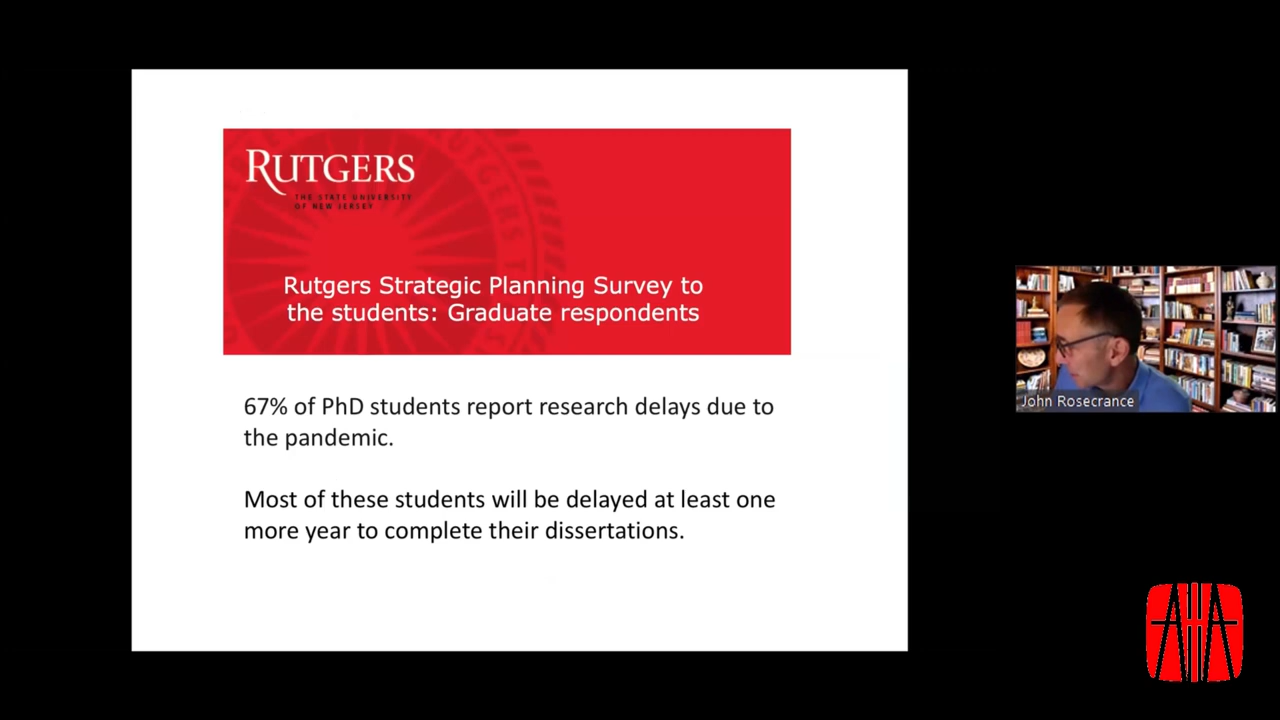 RUTGERS
THE STATE UNIVERSITY
OF NEW JERSEY
Rutgers Strategic Planning Survey to
the students: Graduate respondents
67% of PhD students report research delays due to
the pandemic.
Most of these students will be delayed at least one
more year to complete their dissertations.
John Rosecrance
AHA